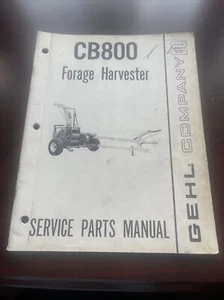 CB800
Forage Harvester
GEHL COMPANY
SERVICE PARTS MANUAL